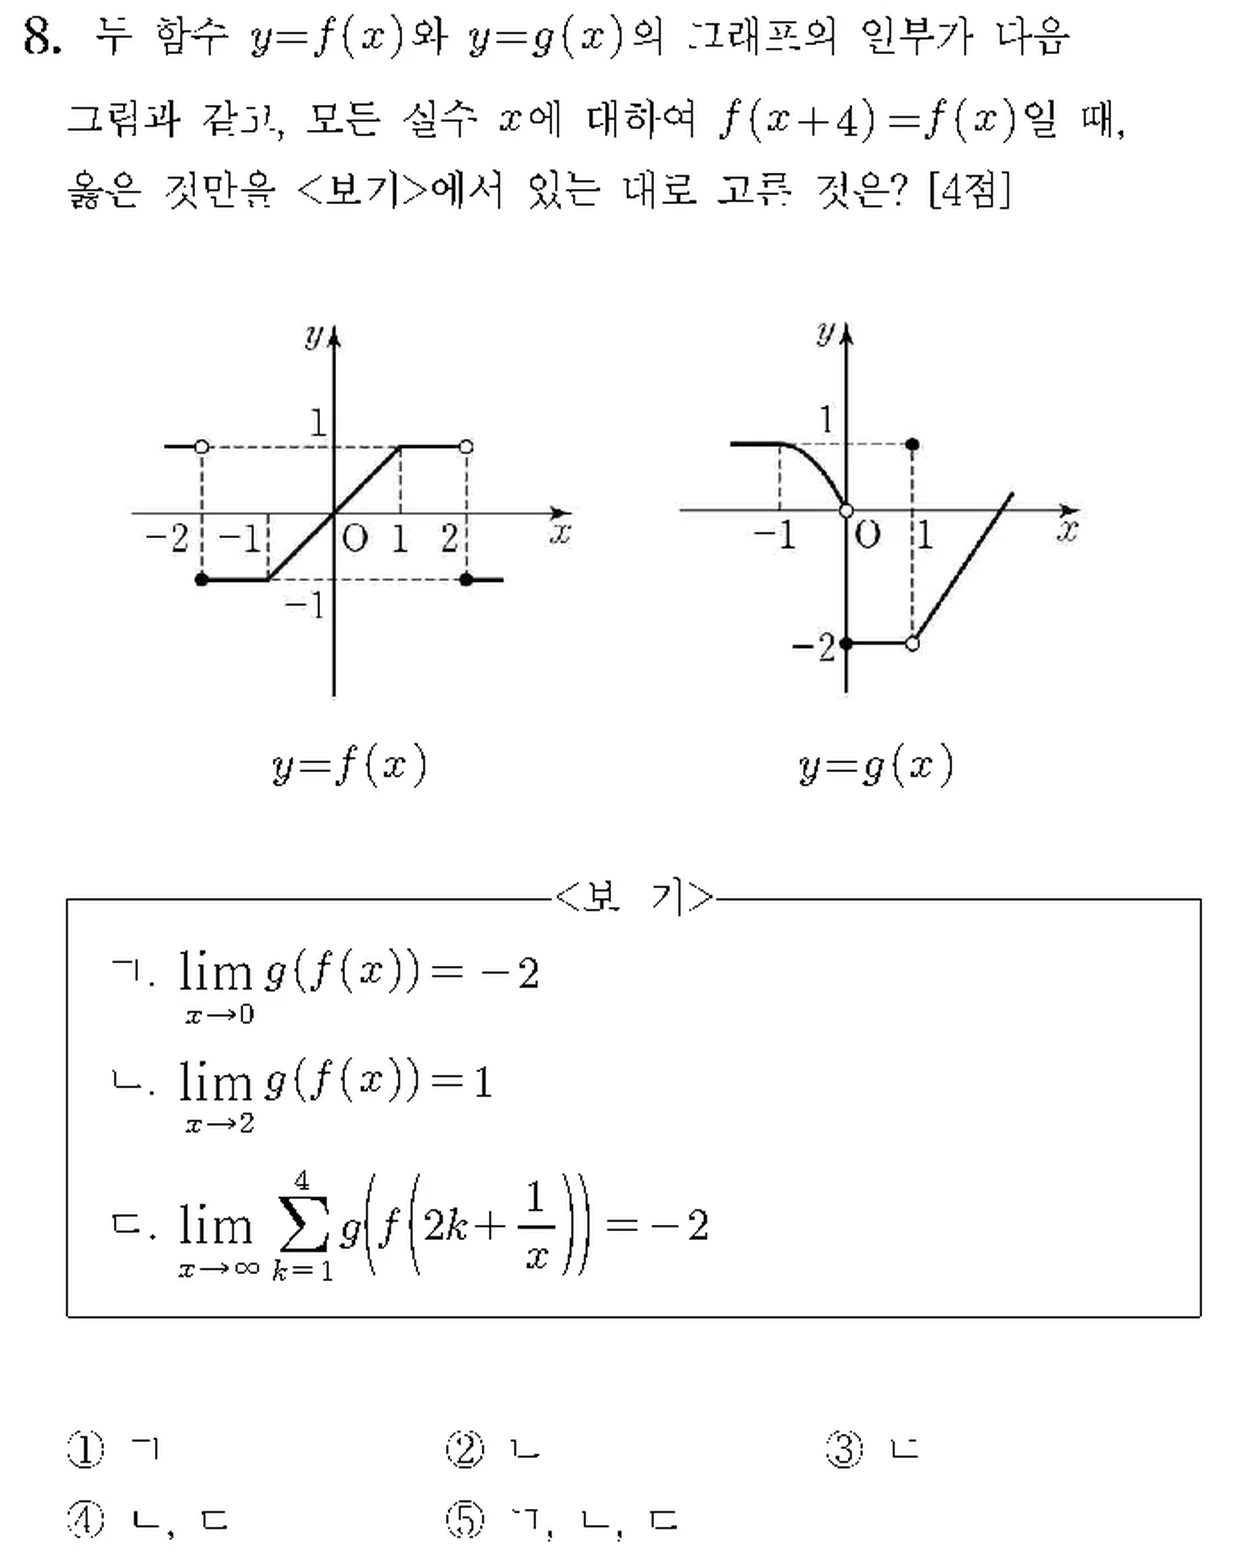 8. 두 함수 y=f(x)와 y=g(x)의 그래프의 일부가 다음
그림과 같고, 모든 실수 x에 대하여 f(x+4)=f(x)일 때,
옳은 것만을 <보기>에서 있는 대로 고른 것은? [4점]
y
1
-2 -1 O 1 2 x
-1
y=f(x)
y
1
-1 O 1 x
-2
y=g(x)
<보 기>
ㄱ. lim_{x→0} g(f(x)) = -2
ㄴ. lim_{x→2} g(f(x)) = 1
ㄷ. lim_{x→∞} ∑_{k=1}^{4} g(f(2k+1/x)) = -2
① ㄱ ② ㄴ ③ ㄷ
④ ㄴ, ㄷ ⑤ ㄱ, ㄴ, ㄷ